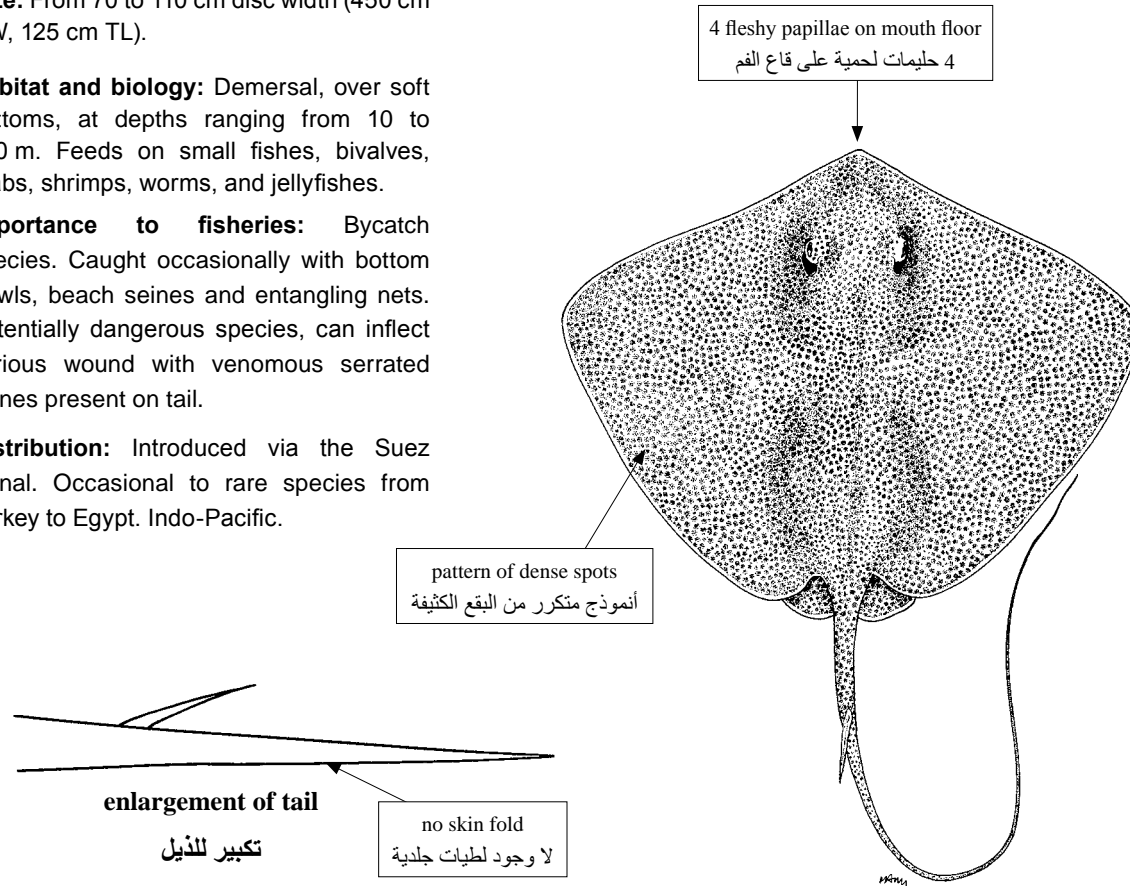 From 70 to 110 cm disc width (450 cm
W, 125 cm TL).
bitat and biology: Demersal, over soft
ttoms, at depths ranging from 10 to
0 m. Feeds on small fishes, bivalves,
abs, shrimps, worms, and jellyfishes.
portance to fisheries: Bycatch
ecies. Caught occasionally with bottom
wls, beach seines and entangling nets.
tentially dangerous species, can inflect
rious wound with venomous serrated
nes present on tail.
stribution: Introduced via the Suez
nal. Occasional to rare species from
rkey to Egypt. Indo-Pacific.
4 fleshy papillae on mouth floor
4 حليمات لحمية على قاع الفم
pattern of dense spots
أنموذج متكرر من البقع الكثيفة
enlargement of tail
تكبير للذيل
no skin fold
لا وجود لطيات جلدية